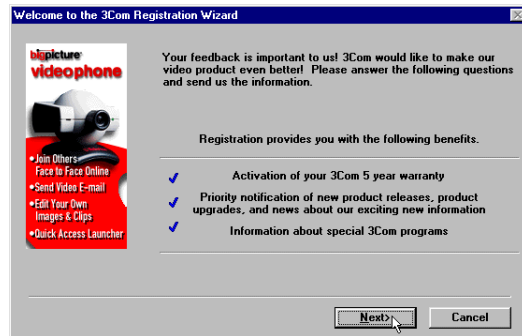 Welcome to the 3Com Registration Wizard
bigpicture
videophone
•Join Others
Face to Face Online
•Send Video E-mail
•Edit Your Own
Images & Clips
•Quick Access Launcher
Your feedback is important to us! 3Com would like to make our
video product even better! Please answer the following questions
and send us the information.
Registration provides you with the following benefits.
Activation of your 3Com 5 year warranty
Priority notification of new product releases, product
upgrades, and news about our exciting new information
Information about special 3Com programs
Next>
Cancel